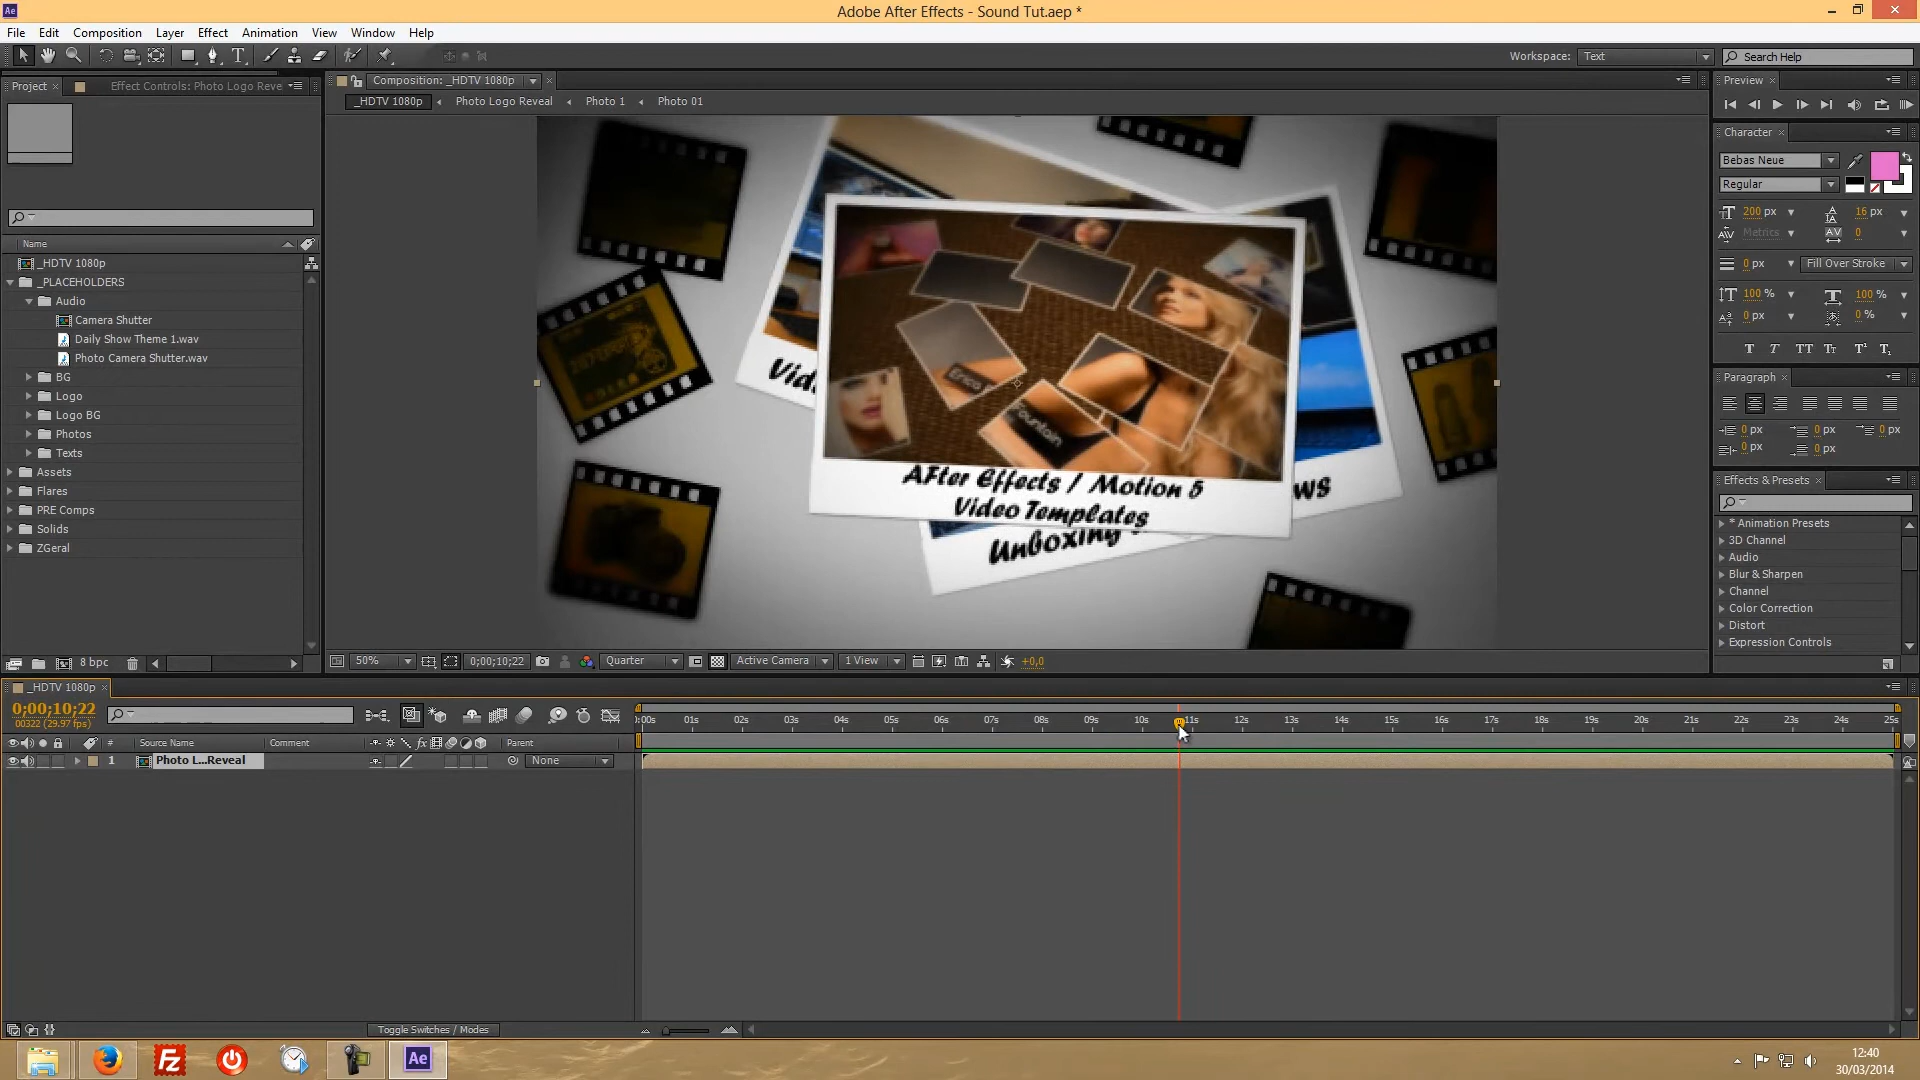 Ae
Adobe After Effects - Sound Tut.aep *
File Edit Composition Layer Effect Animation View Window Help
Workspace: Text
Search Help
Project Effect Controls: Photo Logo Reve
Composition: _HDTV 1080p
_HDTV 1080p Photo Logo Reveal Photo 1 Photo 01
Name
_HDTV 1080p
_PLACEHOLDERS
Audio
Camera Shutter
Daily Show Theme 1.wav
Photo Camera Shutter.wav
BG
Logo
Logo BG
Photos
Texts
Assets
Flares
PRE Comps
Solids
ZGeral
8 bpc
Vid
Fountain
AFter Effects / Motion 5
Video Templates
Unboxing
ws
50% 0;00;10;22 Quarter Active Camera 1 View +0,0
Preview
Character
Bebas Neue
Regular
200 px 16 px
Metrics 0
0 px Fill Over Stroke
100 % 100 %
0 px 0 %
T T TT Tr T¹ T₁
Paragraph
0 px 0 px 0 px
0 px 0 px
Effects & Presets
* Animation Presets
3D Channel
Audio
Blur & Sharpen
Channel
Color Correction
Distort
Expression Controls
_HDTV 1080p
0;00;10;22
00322 (29.97 fps)
:00s 01s 02s 03s 04s 05s 06s 07s 08s 09s 10s 11s 12s 13s 14s 15s 16s 17s 18s 19s 20s 21s 22s 23s 24s 25s
# Source Name Comment fx Parent
1 Photo L...Reveal None
Toggle Switches / Modes
Fz
Ae
12:40
30/03/2014